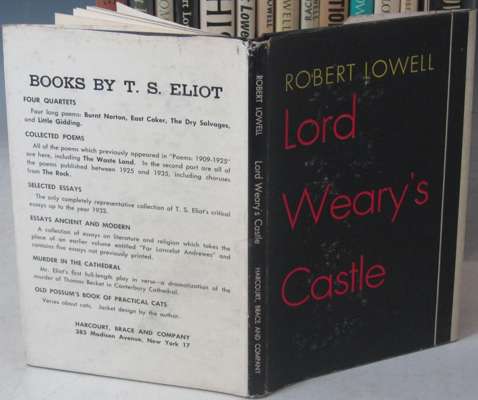 BOOKS BY T. S. ELIOT
FOUR QUARTETS
Four long poems: Burnt Norton, East Coker, The Dry Salvages,
and Little Gidding.
COLLECTED POEMS
All of the poems which previously appeared in "Poems: 1909-1925"
are here, including The Waste Land. In the second part are all of
the poems published between 1925 and 1935, including choruses
from The Rock.
SELECTED ESSAYS
The only completely representative collection of T. S. Eliot's critical
essays up to the year 1932.
ESSAYS ANCIENT AND MODERN
A collection of essays on literature and religion which takes the
place of an earlier volume entitled "For Lancelot Andrewes" and
contains five essays not previously printed.
MURDER IN THE CATHEDRAL
Mr. Eliot's first full-length play in verse—a dramatization of the
murder of Thomas Becket in Canterbury Cathedral.
OLD POSSUM'S BOOK OF PRACTICAL CATS
Verses about cats. Jacket design by the author.
HARCOURT, BRACE AND COMPANY
383 Madison Avenue, New York 17
ROBERT LOWELL
Lord Weary's Castle
HARCOURT, BRACE AND COMPANY
ROBERT LOWELL
Lord
Weary's
Castle